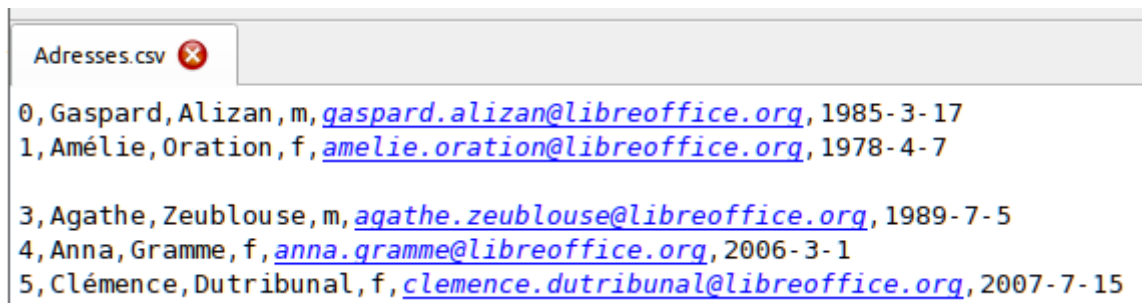 Adresses.csv
0,Gaspard,Alizan,m,gaspard.alizan@libreoffice.org,1985-3-17
1,Amélie,Oration,f,amelie.oration@libreoffice.org,1978-4-7
3,Agathe,Zeublouse,m,agathe.zeublouse@libreoffice.org,1989-7-5
4,Anna,Gramme,f,anna.gramme@libreoffice.org,2006-3-1
5,Clémence,Dutribunal,f,clemence.dutribunal@libreoffice.org,2007-7-15